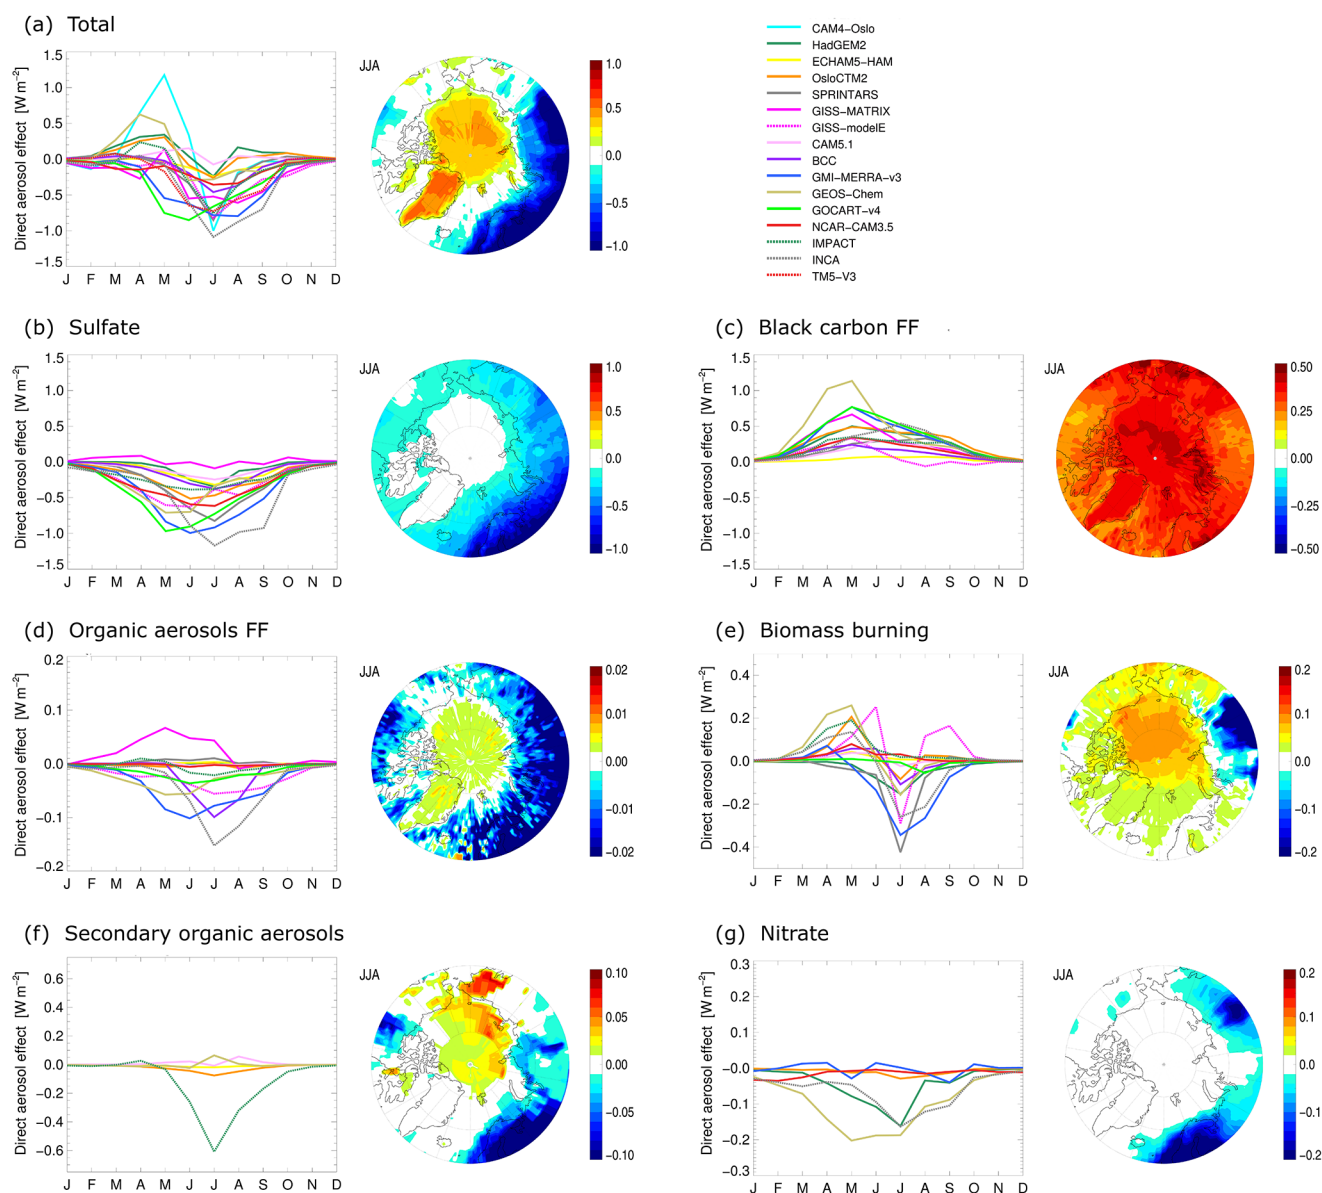 (a) Total
Direct aerosol effect [W m−2]
1.5
1.0
0.5
0.0
−0.5
−1.0
−1.5
J F M A M J J A S O N D
JJA
1.0
0.5
0.0
−0.5
−1.0
CAM4−Oslo
HadGEM2
ECHAM5−HAM
OsloCTM2
SPRINTARS
GISS−MATRIX
GISS−modelE
CAM5.1
BCC
GMI−MERRA−v3
GEOS−Chem
GOCART−v4
NCAR−CAM3.5
IMPACT
INCA
TM5−V3
(b) Sulfate
Direct aerosol effect [W m−2]
1.5
1.0
0.5
0.0
−0.5
−1.0
−1.5
J F M A M J J A S O N D
JJA
1.0
0.5
0.0
−0.5
−1.0
(c) Black carbon FF
Direct aerosol effect [W m−2]
1.5
1.0
0.5
0.0
−0.5
−1.0
−1.5
J F M A M J J A S O N D
JJA
0.50
0.25
0.00
−0.25
−0.50
(d) Organic aerosols FF
Direct aerosol effect [W m−2]
0.2
0.1
0.0
−0.1
−0.2
J F M A M J J A S O N D
JJA
0.02
0.01
0.00
−0.01
−0.02
(e) Biomass burning
Direct aerosol effect [W m−2]
0.4
0.2
0.0
−0.2
−0.4
J F M A M J J A S O N D
JJA
0.2
0.1
0.0
−0.1
−0.2
(f) Secondary organic aerosols
Direct aerosol effect [W m−2]
0.6
0.4
0.2
0.0
−0.2
−0.4
−0.6
J F M A M J J A S O N D
JJA
0.10
0.05
0.00
−0.05
−0.10
(g) Nitrate
Direct aerosol effect [W m−2]
0.3
0.2
0.1
−0.0
−0.1
−0.2
−0.3
J F M A M J J A S O N D
JJA
0.2
0.1
0.0
−0.1
−0.2